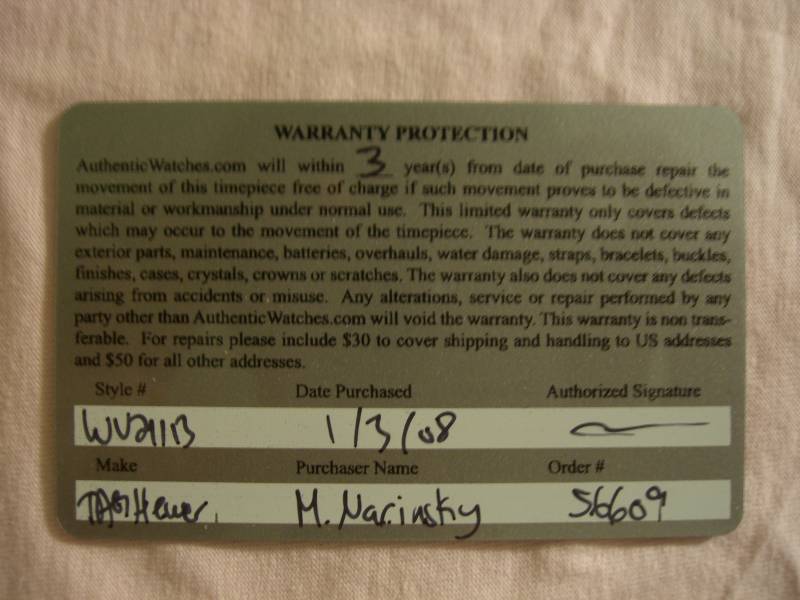 WARRANTY PROTECTION
AuthenticWatches.com will within 3 year(s) from date of purchase repair the
movement of this timepiece free of charge if such movement proves to be defective in
material or workmanship under normal use. This limited warranty only covers defects
which may occur to the movement of the timepiece. The warranty does not cover any
exterior parts, maintenance, batteries, overhauls, water damage, straps, bracelets, buckles,
finishes, cases, crystals, crowns or scratches. The warranty also does not cover any defects
arising from accidents or misuse. Any alterations, service or repair performed by any
party other than AuthenticWatches.com will void the warranty. This warranty is non trans-
ferable. For repairs please include $30 to cover shipping and handling to US addresses
and $50 for all other addresses.
Style # Date Purchased Authorized Signature
1/3/08
Make Purchaser Name Order #
TAG Heuer M. Narinsky 56609